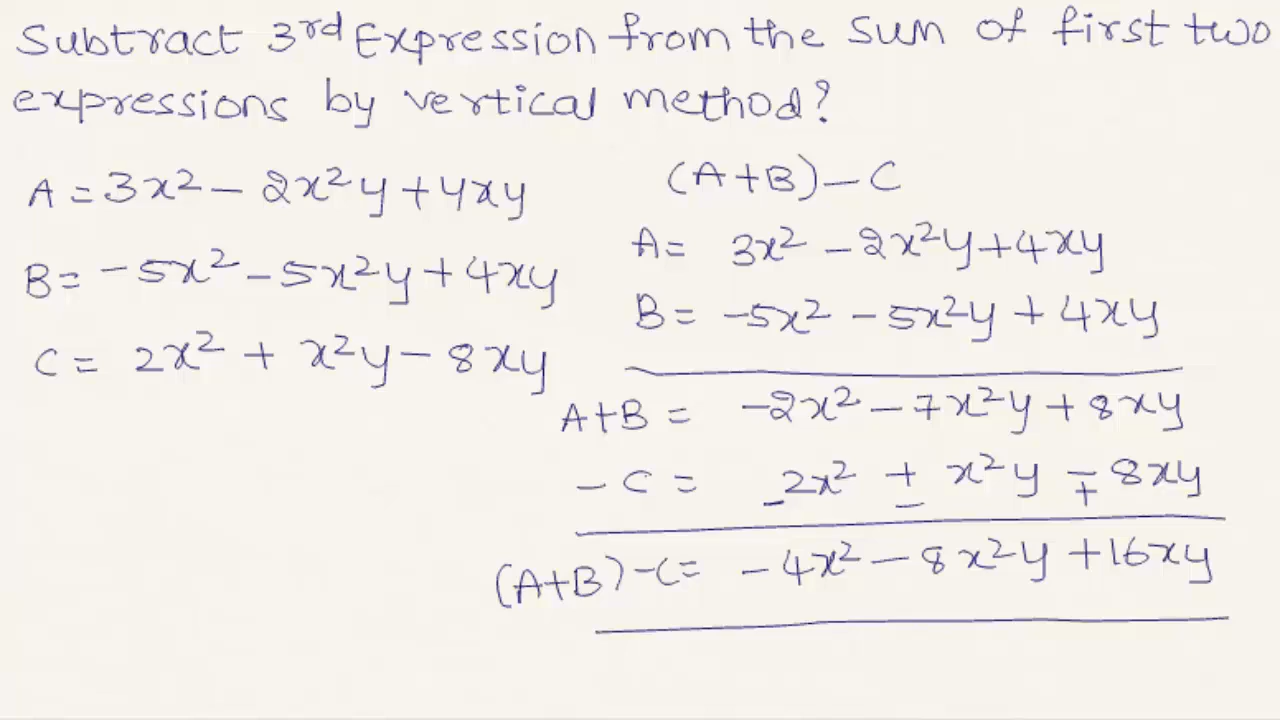 Subtract 3rd Expression from the sum of first two
expressions by vertical method?
A = 3x² − 2x²y + 4xy
B = −5x² − 5x²y + 4xy
C = 2x² + x²y − 8xy
(A+B) − C
A = 3x² − 2x²y + 4xy
B = −5x² − 5x²y + 4xy
A+B = −2x² − 7x²y + 8xy
− C = 2x² + x²y − 8xy
− − +
(A+B) − C = − 4x² − 8x²y + 16xy